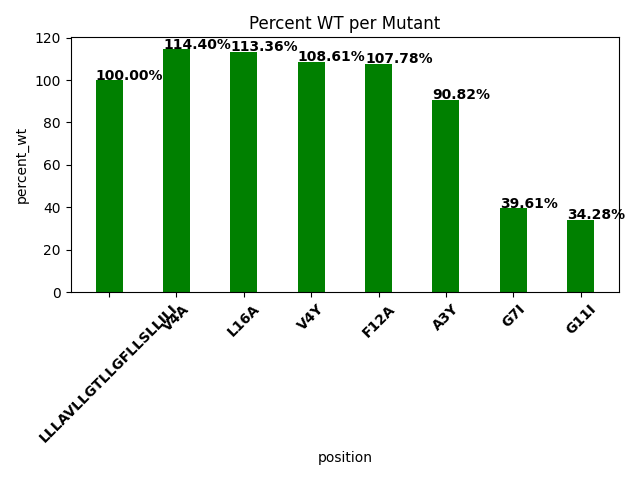 Percent WT per Mutant
percent_wt
120
100
80
60
40
20
0
100.00%
114.40%
113.36%
108.61%
107.78%
90.82%
39.61%
34.28%
V4A
L16A
V4Y
F12A
A3Y
G7I
G11I
position